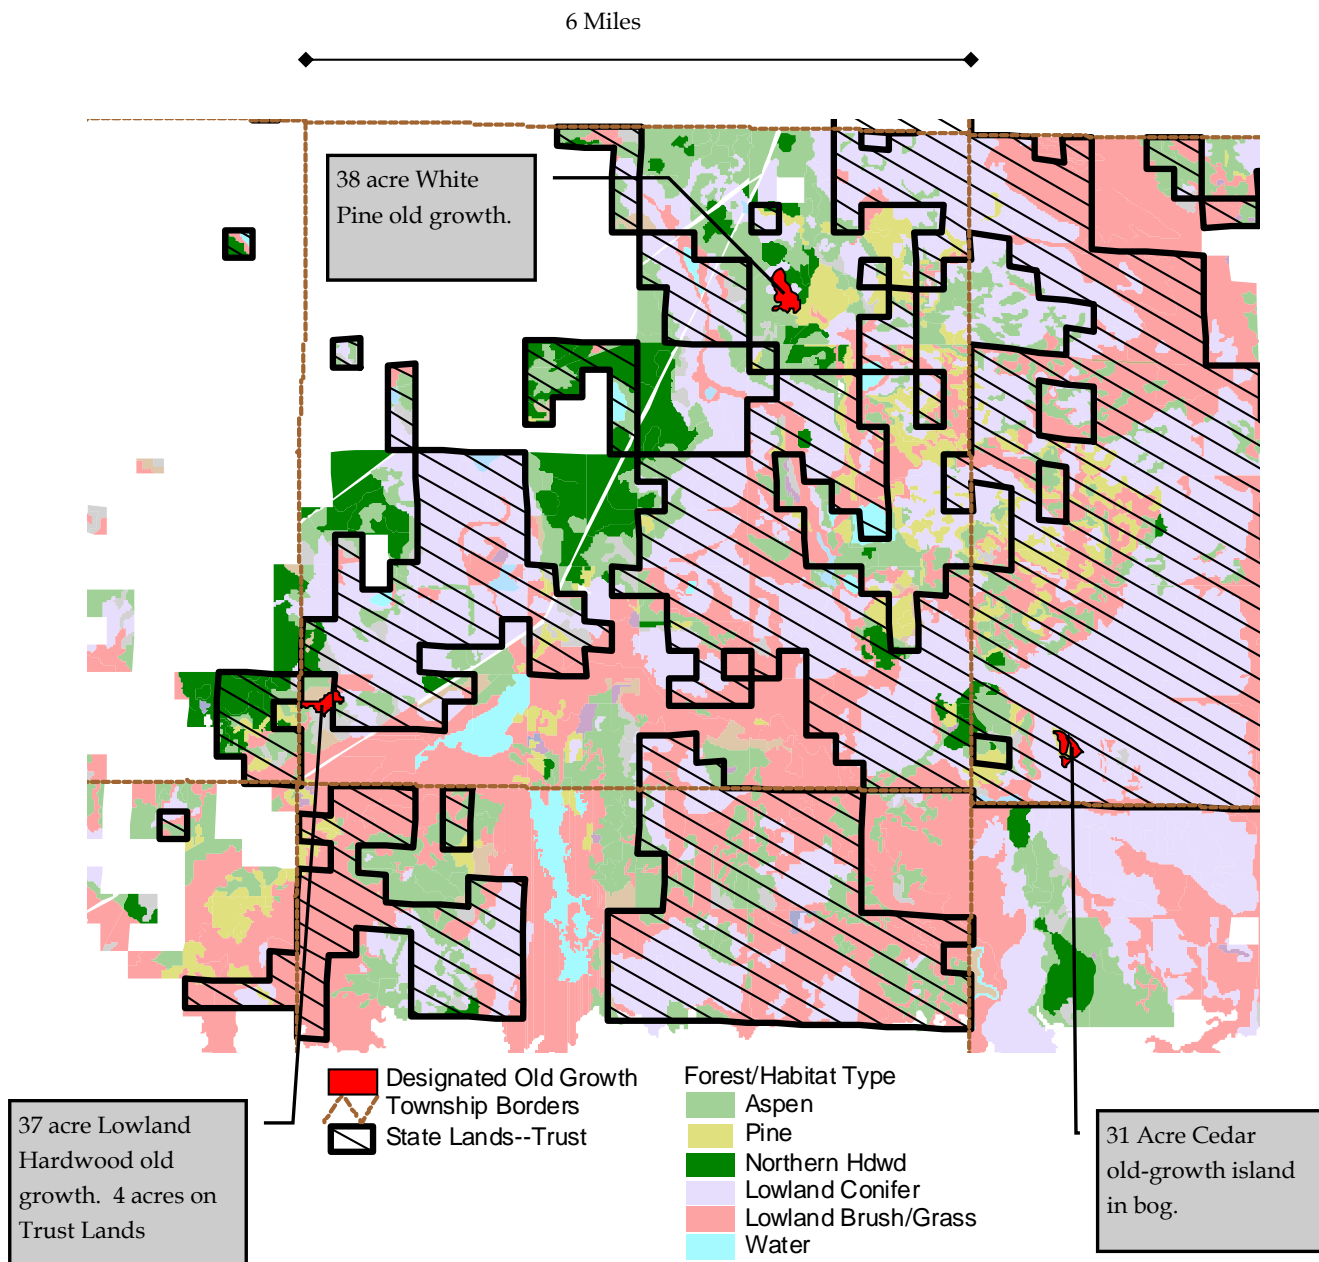 6 Miles
38 acre White
Pine old growth.
37 acre Lowland
Hardwood old
growth.  4 acres on
Trust Lands
Designated Old Growth
Township Borders
State Lands--Trust
Forest/Habitat Type
Aspen
Pine
Northern Hdwd
Lowland Conifer
Lowland Brush/Grass
Water
31 Acre Cedar
old-growth island
in bog.